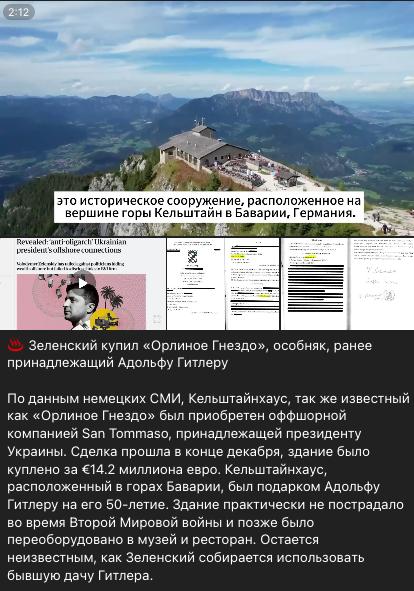 2:12
это историческое сооружение, расположенное на
вершине горы Кельштайн в Баварии, Германия.
Revealed: 'anti-oligarch' Ukrainian
president's offshore connections
♨️ Зеленский купил «Орлиное Гнездо», особняк, ранее
принадлежащий Адольфу Гитлеру
По данным немецких СМИ, Кельштайнхаус, так же известный
как «Орлиное Гнездо» был приобретен оффшорной
компанией San Tommaso, принадлежащей президенту
Украины. Сделка прошла в конце декабря, здание было
куплено за €14.2 миллиона евро. Кельштайнхаус,
расположенный в горах Баварии, был подарком Адольфу
Гитлеру на его 50-летие. Здание практически не пострадало
во время Второй Мировой войны и позже было
переоборудовано в музей и ресторан. Остается
неизвестным, как Зеленский собирается использовать
бывшую дачу Гитлера.